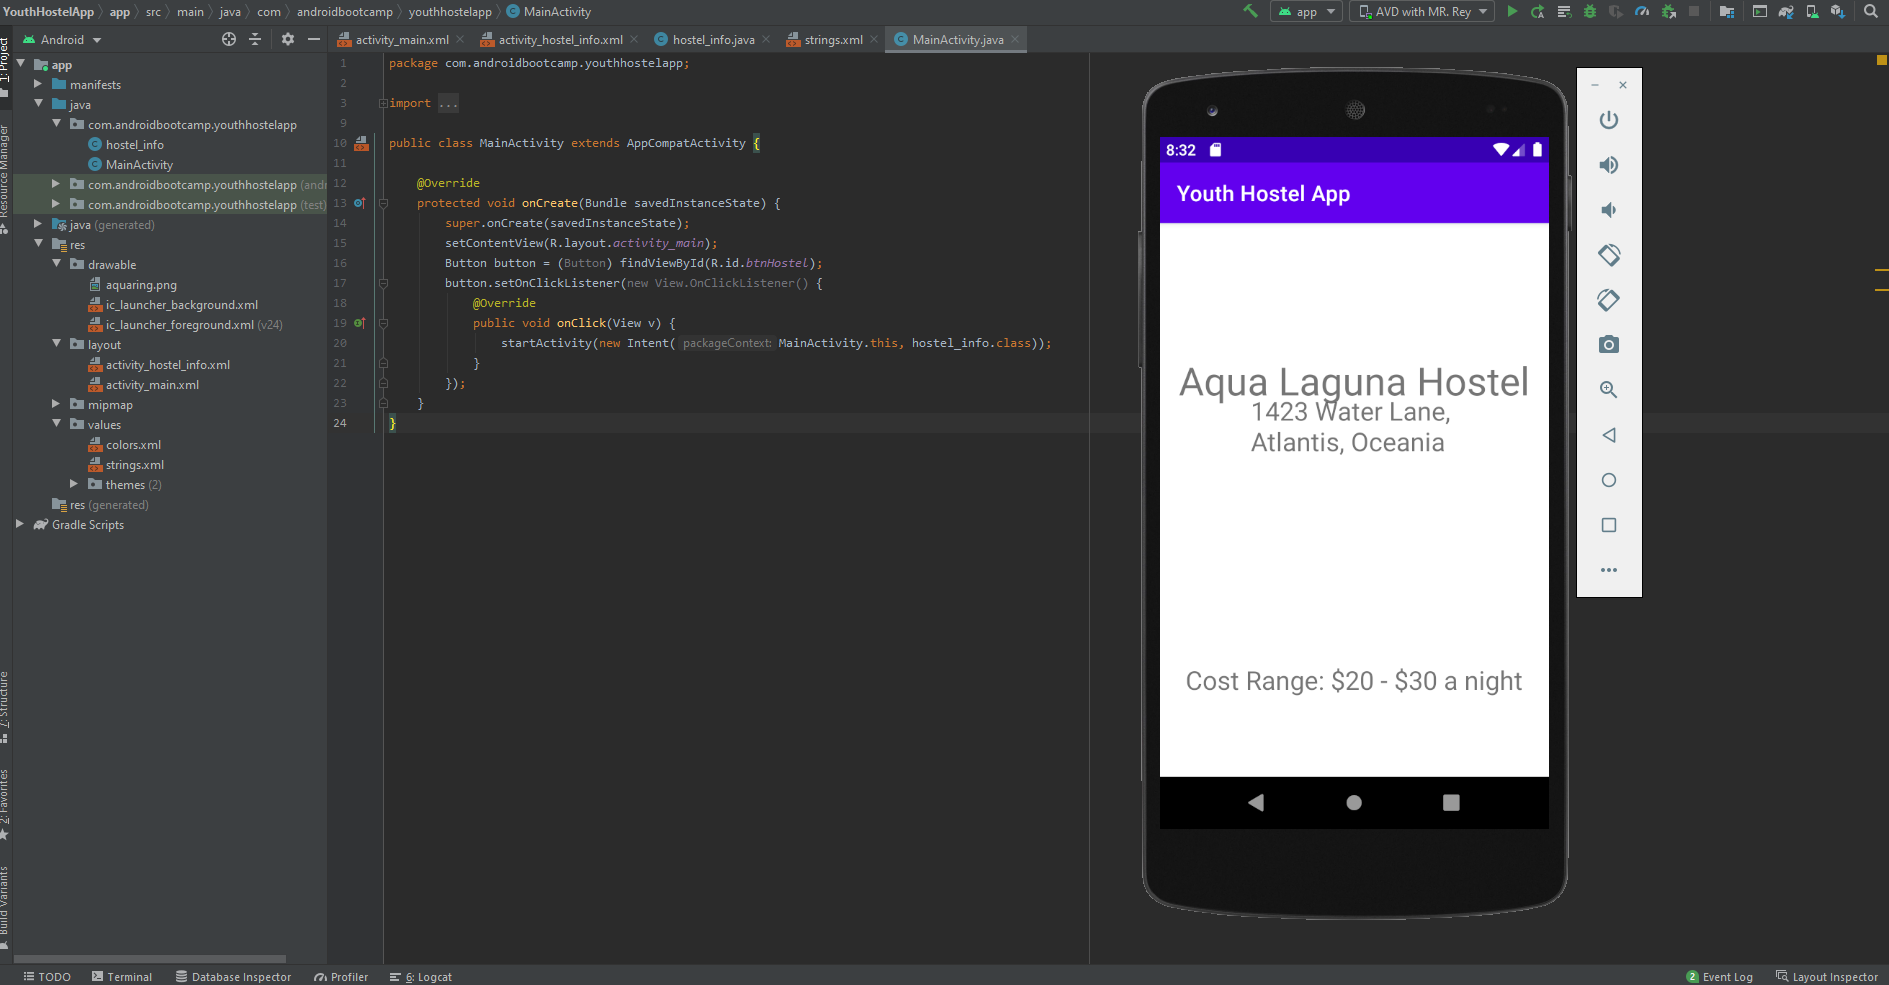 YouthHostelApp app src main java com androidbootcamp youthhostelapp MainActivity
app AVD with MR. Rey
Android
activity_main.xml activity_hostel_info.xml hostel_info.java strings.xml MainActivity.java
1: Project
Resource Manager
7: Structure
2: Favorites
Build Variants
app
manifests
java
com.androidbootcamp.youthhostelapp
hostel_info
MainActivity
com.androidbootcamp.youthhostelapp (and
com.androidbootcamp.youthhostelapp (test)
java (generated)
res
drawable
aquaring.png
ic_launcher_background.xml
ic_launcher_foreground.xml (v24)
layout
activity_hostel_info.xml
activity_main.xml
mipmap
values
colors.xml
strings.xml
themes (2)
res (generated)
Gradle Scripts
1 package com.androidbootcamp.youthhostelapp;
2
3 import ...
9
10 public class MainActivity extends AppCompatActivity {
11
12 @Override
13 protected void onCreate(Bundle savedInstanceState) {
14 super.onCreate(savedInstanceState);
15 setContentView(R.layout.activity_main);
16 Button button = (Button) findViewById(R.id.btnHostel);
17 button.setOnClickListener(new View.OnClickListener() {
18 @Override
19 public void onClick(View v) {
20 startActivity(new Intent( packageContext: MainActivity.this, hostel_info.class));
21 }
22 });
23 }
24 }
8:32
Youth Hostel App
Aqua Laguna Hostel
1423 Water Lane,
Atlantis, Oceania
Cost Range: $20 - $30 a night
TODO Terminal Database Inspector Profiler 6: Logcat
2 Event Log Layout Inspector